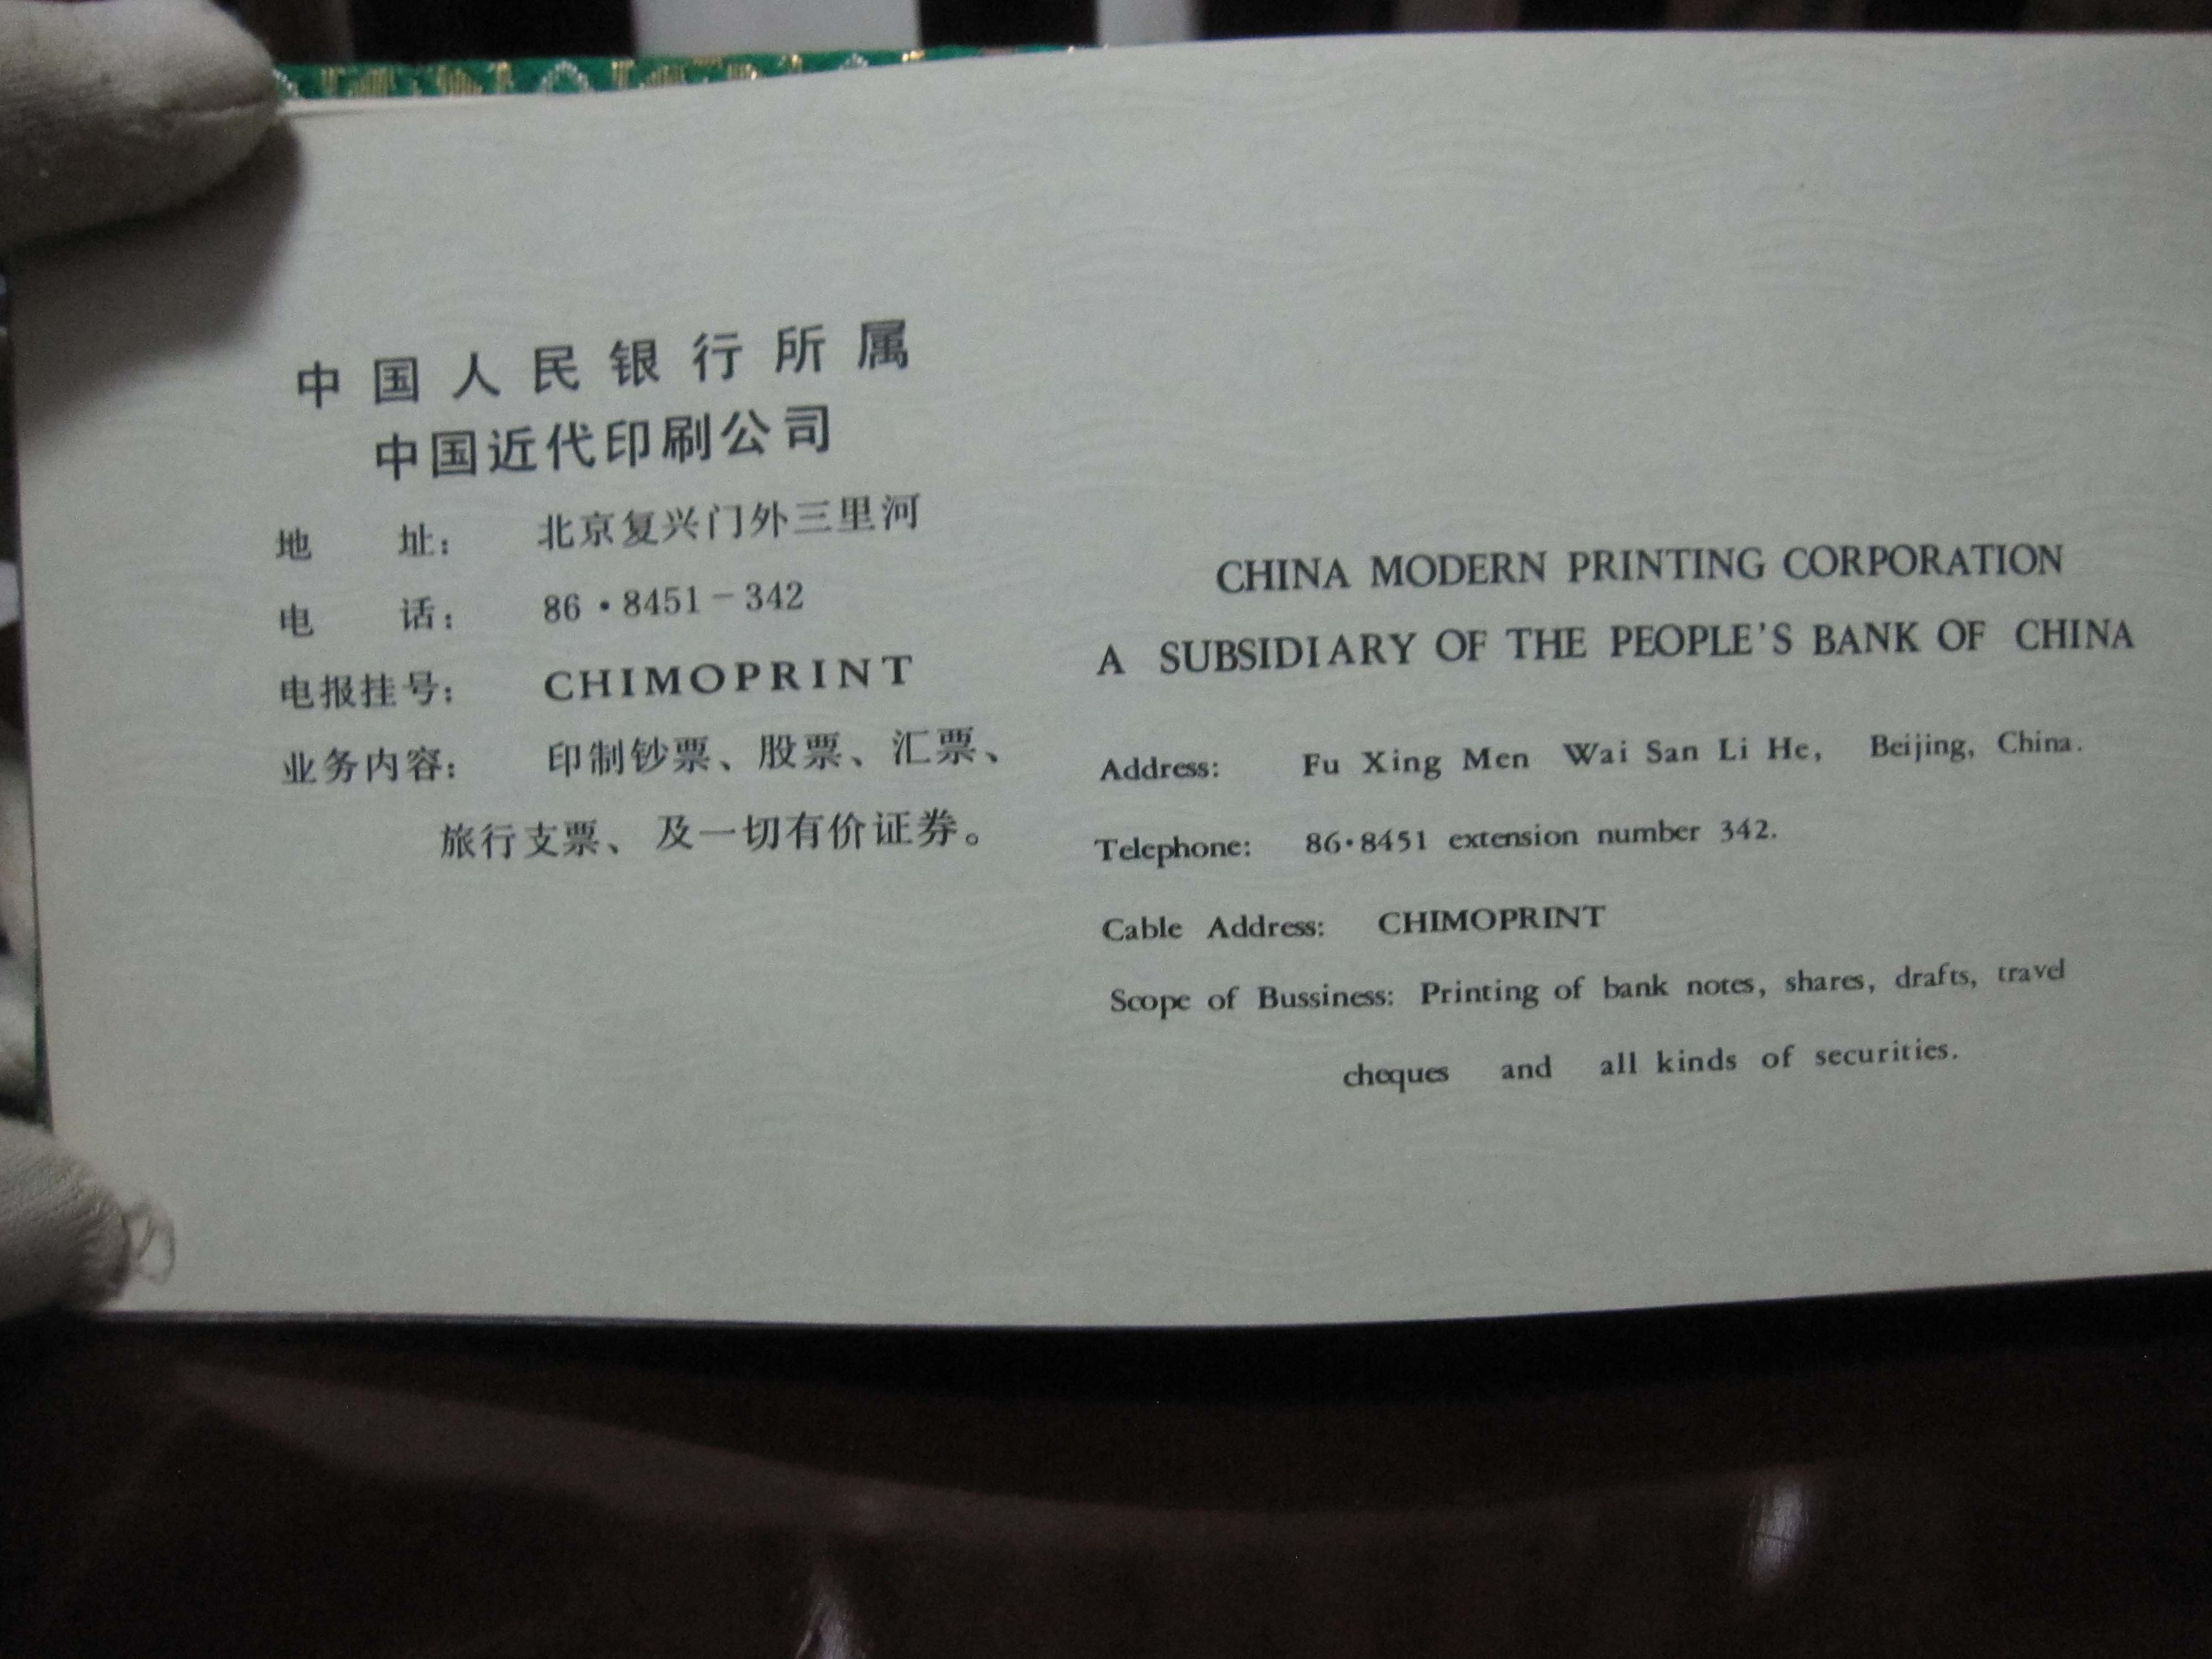 中国人民银行所属
中国近代印刷公司
地 址: 北京复兴门外三里河
电 话: 86·8451-342
电报挂号: CHIMOPRINT
业务内容: 印制钞票、股票、汇票、
旅行支票、及一切有价证券。
CHINA MODERN PRINTING CORPORATION
A SUBSIDIARY OF THE PEOPLE'S BANK OF CHINA
Address: Fu Xing Men Wai San Li He, Beijing, China.
Telephone: 86·8451 extension number 342.
Cable Address: CHIMOPRINT
Scope of Bussiness: Printing of bank notes, shares, drafts, travel
cheques and all kinds of securities.